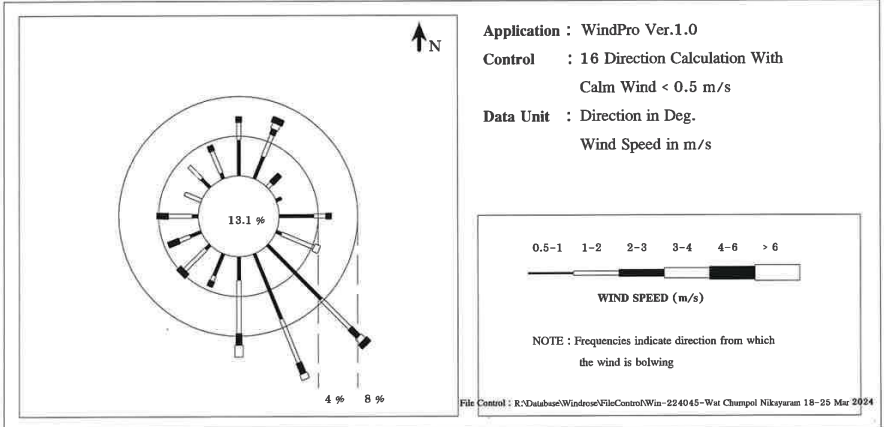 N
Application : WindPro Ver.1.0
Control : 16 Direction Calculation With
Calm Wind < 0.5 m/s
Data Unit : Direction in Deg.
Wind Speed in m/s
13.1 %
4 % 8 %
0.5-1 1-2 2-3 3-4 4-6 > 6
WIND SPEED (m/s)
NOTE : Frequencies indicate direction from which
the wind is bolwing
File Control : R:\Database\Windrose\FileControl\Win-224045-Wat Chumpol Nikayaram 18-25 Mar 2024